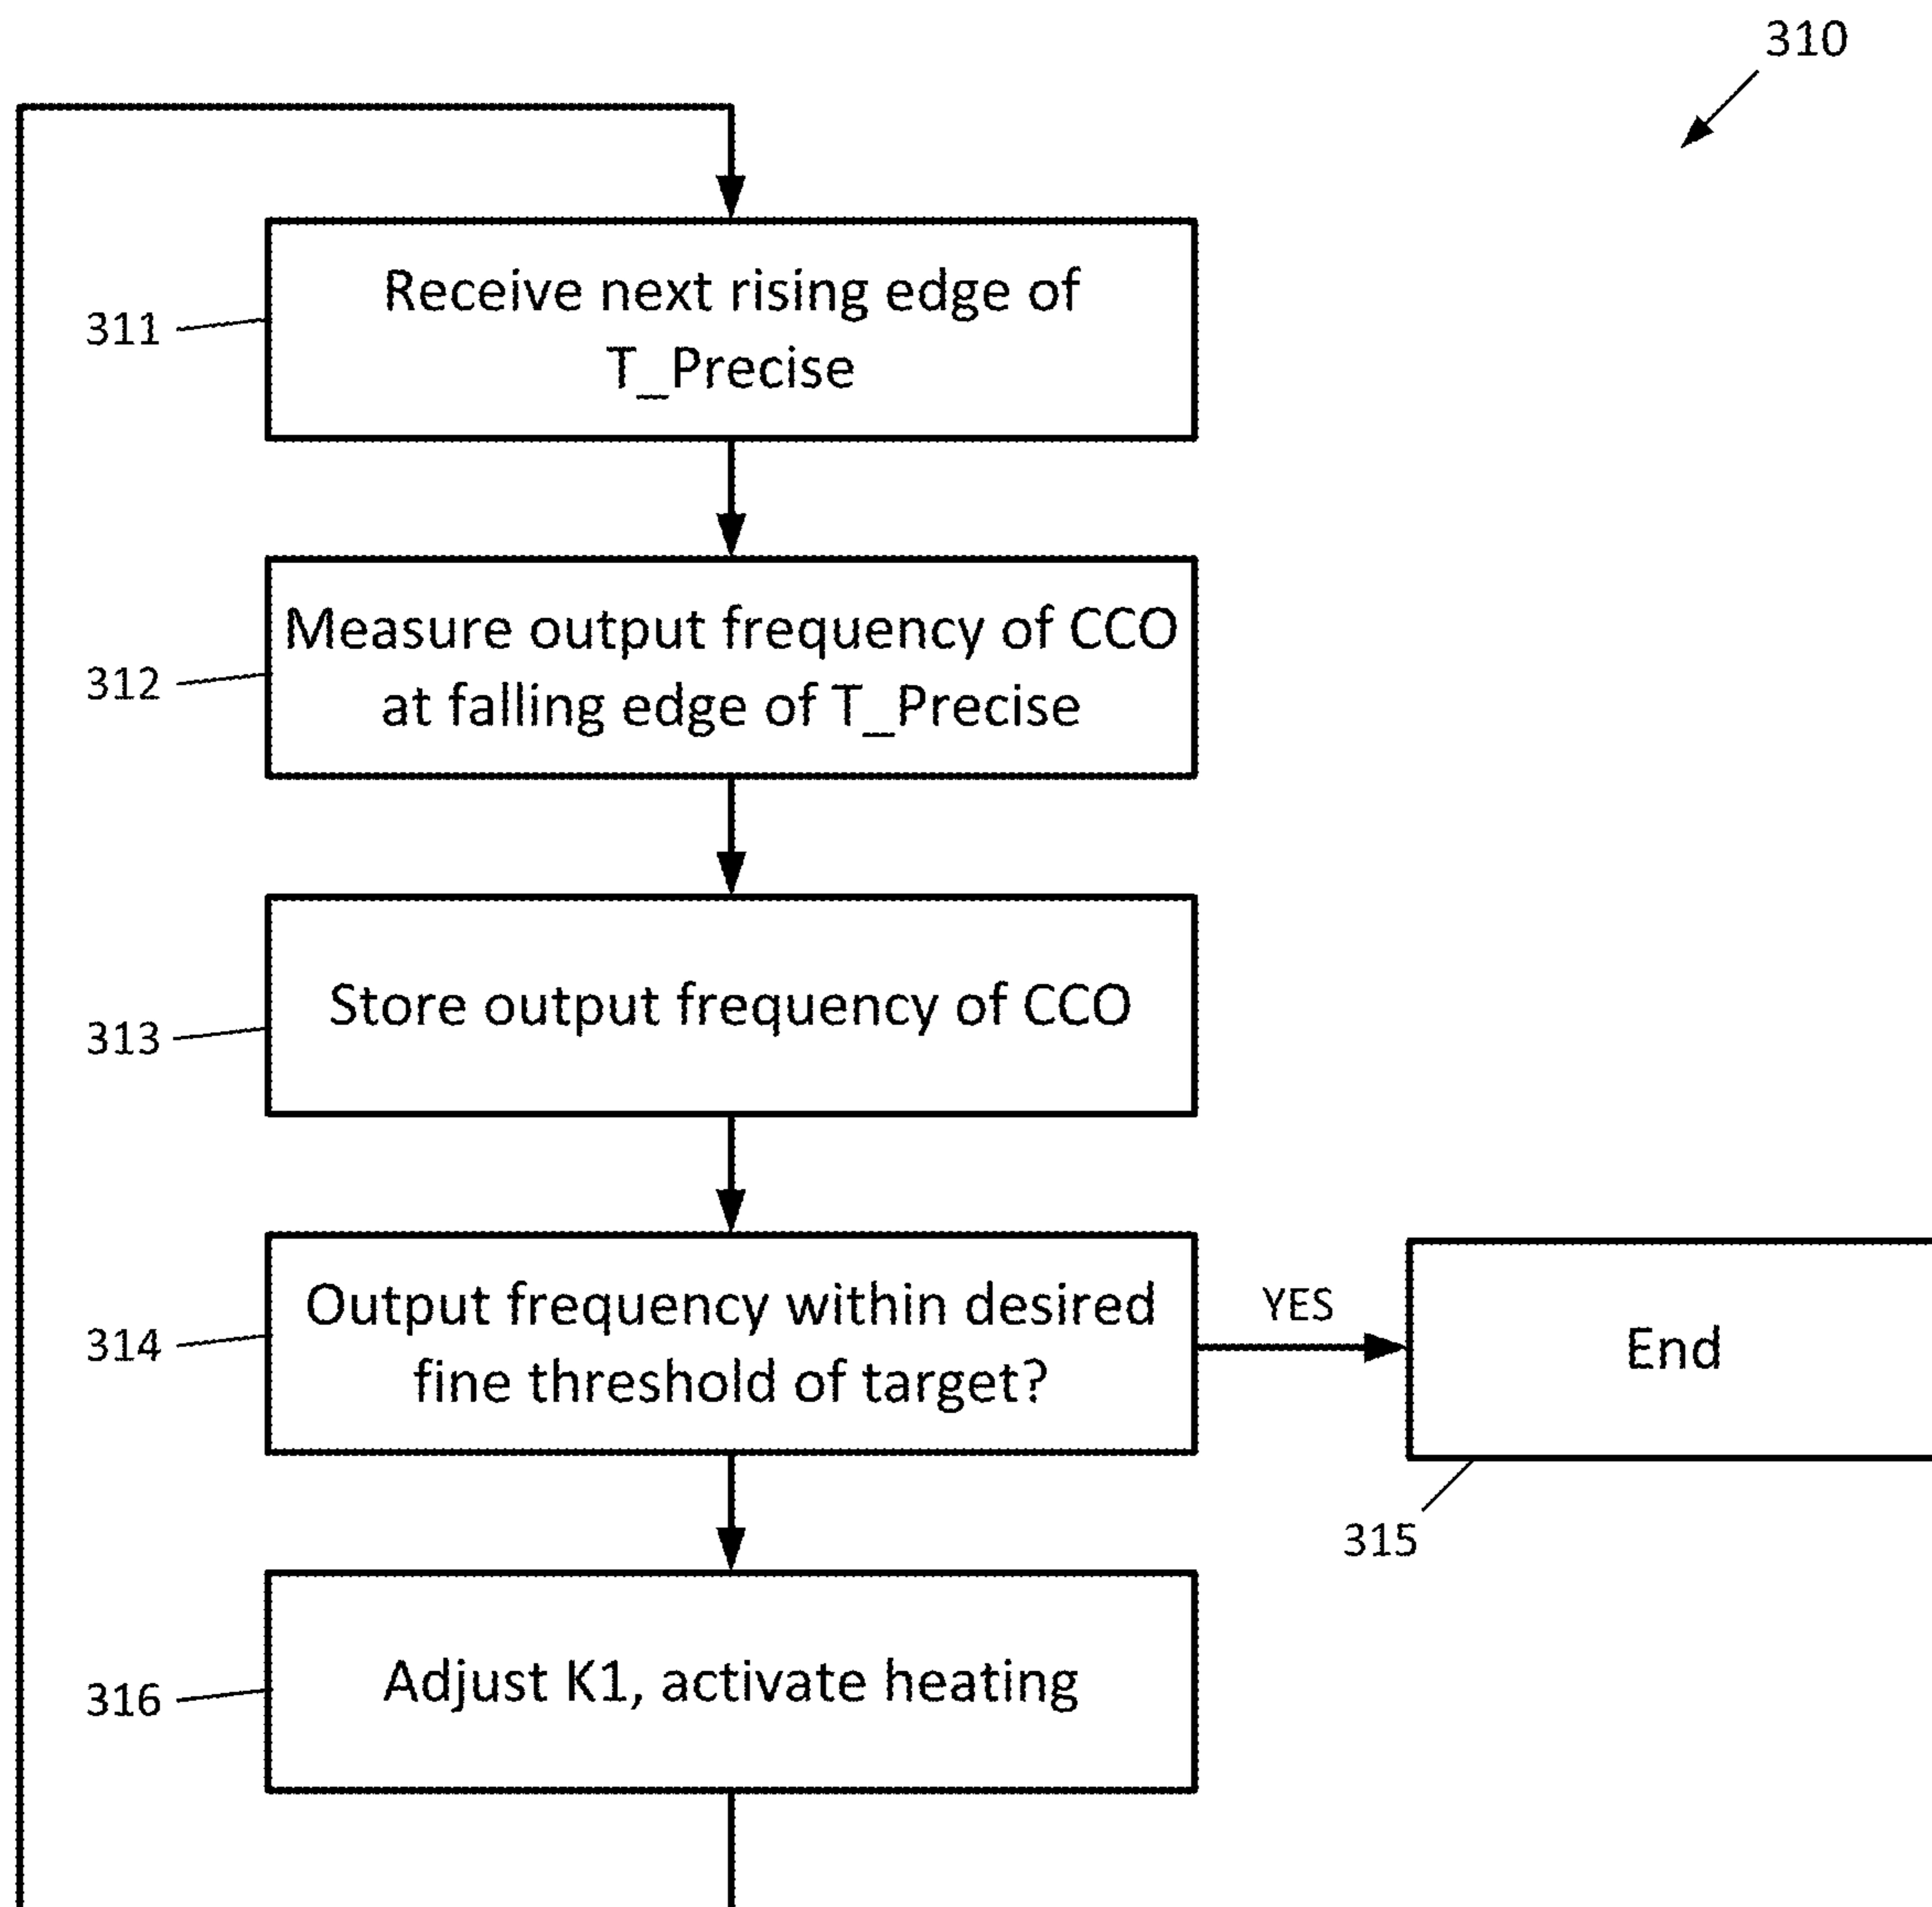 310
311
Receive next rising edge of
T_Precise
312
Measure output frequency of CCO
at falling edge of T_Precise
313
Store output frequency of CCO
314
Output frequency within desired
fine threshold of target?
YES
End
315
316
Adjust K1, activate heating